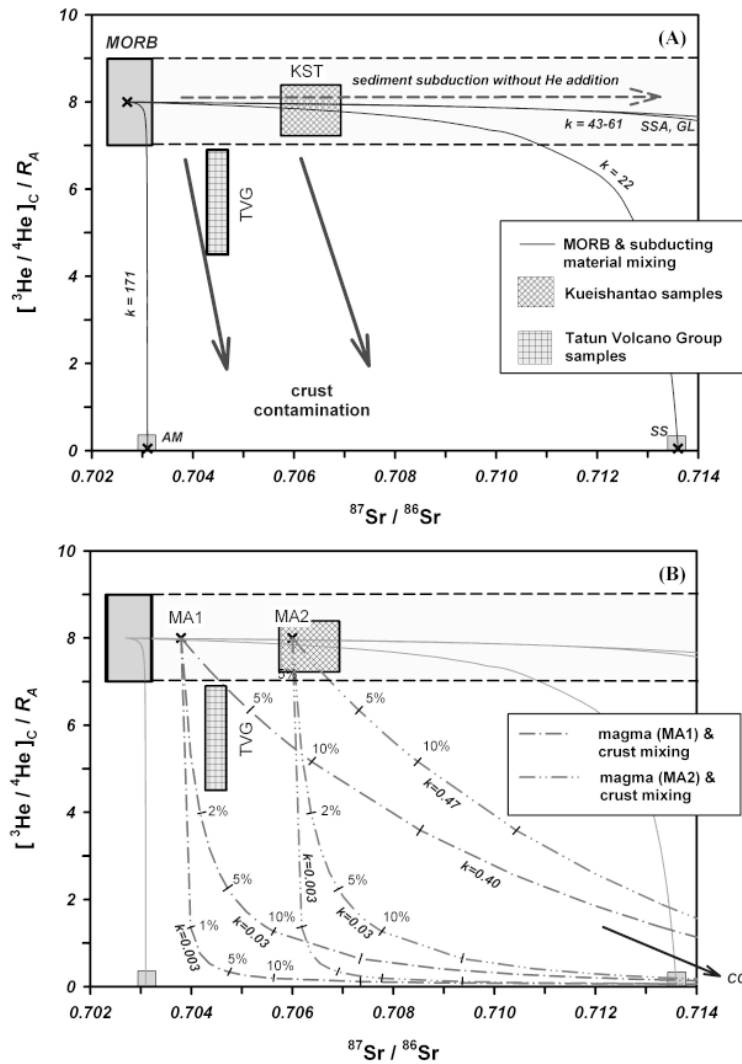 (A)
MORB
KST
sediment subduction without He addition
k = 43-61
SSA, GL
k = 22
TVG
k = 171
MORB & subducting
material mixing
Kueishantao samples
Tatun Volcano Group
samples
crust
contamination
AM
SS
[ ³He / ⁴He ]C / RA
10
8
6
4
2
0
0.702
0.704
0.706
0.708
0.710
0.712
0.714
⁸⁷Sr / ⁸⁶Sr
(B)
MA1
MA2
5%
5%
5%
TVG
10%
10%
magma (MA1) &
crust mixing
magma (MA2) &
crust mixing
k=0.47
k=0.40
2%
2%
5%
5%
k=0.003
k=0.03
10%
k=0.03
10%
k=0.003
1%
5%
10%
CC
[ ³He / ⁴He ]C / RA
10
8
6
4
2
0
0.702
0.704
0.706
0.708
0.710
0.712
0.714
⁸⁷Sr / ⁸⁶Sr